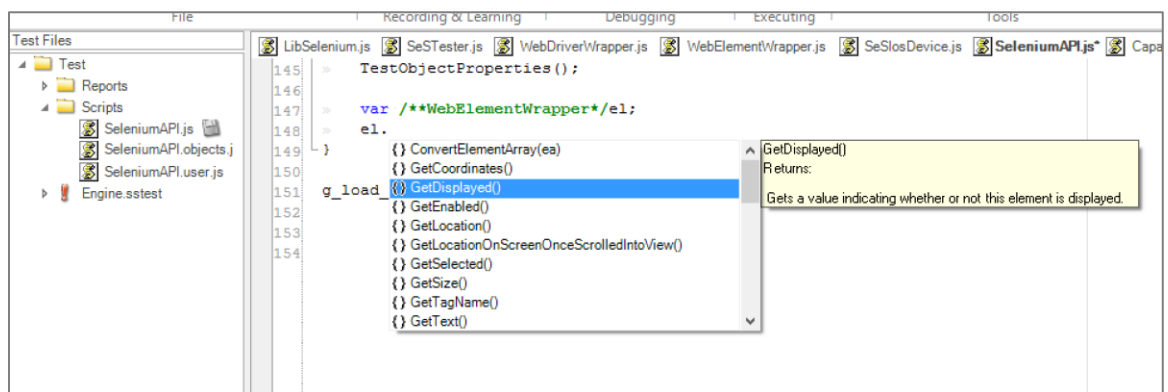 File Recording & Learning Debugging Executing Tools
Test Files
Test
Reports
Scripts
SeleniumAPI.js
SeleniumAPI.objects.j
SeleniumAPI.user.js
Engine.sstest
LibSelenium.js SeSTester.js WebDriverWrapper.js WebElementWrapper.js SeSIosDevice.js SeleniumAPI.js* Capa
145 TestObjectProperties();
146
147 var /**WebElementWrapper*/el;
148 el.
149 }
150
151 g_load_
152
153
154
{} ConvertElementArray(ea)
{} GetCoordinates()
{} GetDisplayed()
{} GetEnabled()
{} GetLocation()
{} GetLocationOnScreenOnceScrolledIntoView()
{} GetSelected()
{} GetSize()
{} GetTagName()
{} GetText()
GetDisplayed()
Returns:
Gets a value indicating whether or not this element is displayed.